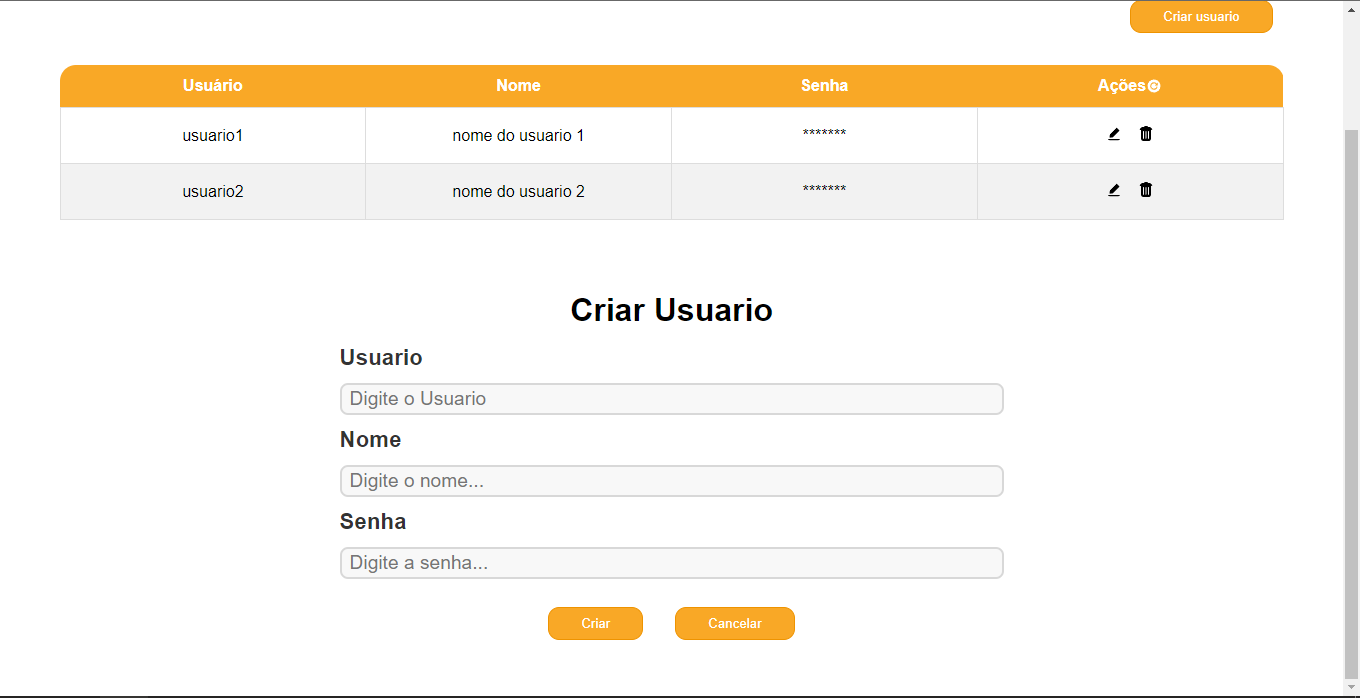 Criar usuario
Usuário Nome Senha Ações
usuario1 nome do usuario 1 *******
usuario2 nome do usuario 2 *******
Criar Usuario
Usuario
Digite o Usuario
Nome
Digite o nome...
Senha
Digite a senha...
Criar Cancelar